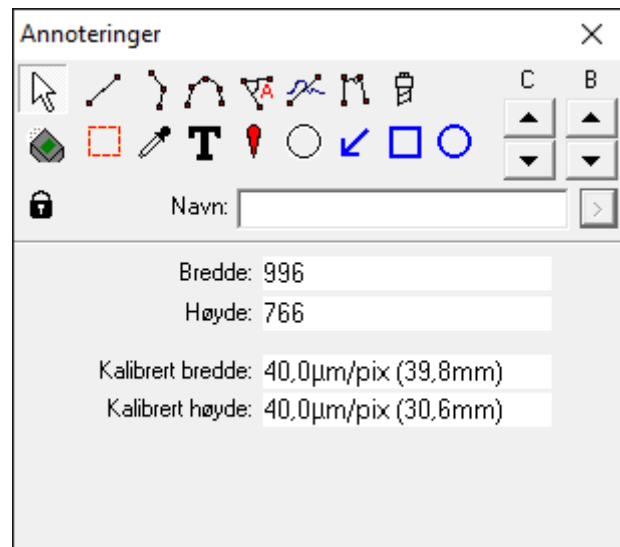 Annoteringer
C B
A
T
Navn:
Bredde: 996
Høyde: 766
Kalibrert bredde: 40,0µm/pix (39,8mm)
Kalibrert høyde: 40,0µm/pix (30,6mm)